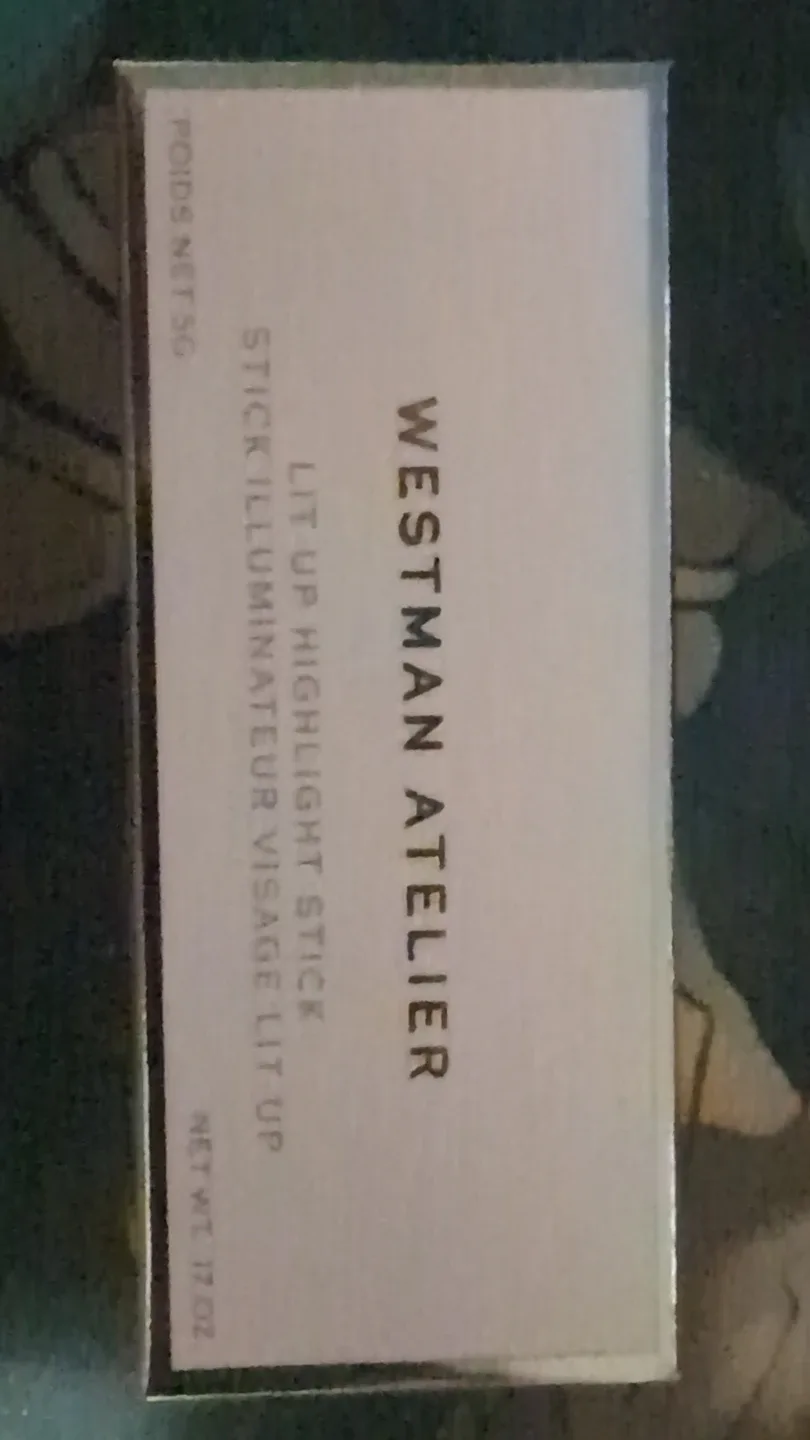 WESTMAN ATELIER
LIT UP HIGHLIGHT STICK
STICK ILLUMINATEUR VISAGE LIT UP
POIDS NET 5G
NET WT. 17 OZ